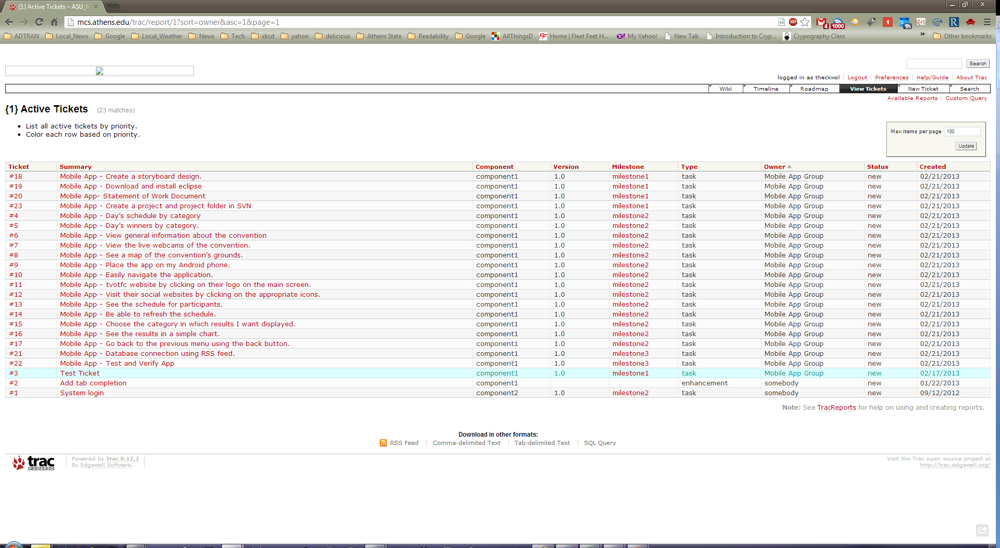 {1} Active Tickets – ASU_M
mcs.athens.edu/trac/report/1?sort=owner&asc=1&page=1
ABP 4 1000 1 1h g+1 R
ADTRAN Local_News Google Local_Weather News Tech xkcd yahoo delicious Athens State Readability Google AllThingsD FF Home | Fleet Feet H... Y! My Yahoo! New Tab Introduction to Cryp... Crypography Class » Other bookmarks
Search
logged in as theckwol Logout Preferences Help/Guide About Trac
Wiki Timeline Roadmap View Tickets New Ticket Search
Available Reports Custom Query
{1} Active Tickets (23 matches)
• List all active tickets by priority.
• Color each row based on priority.
Max items per page 100
Update
Ticket Summary Component Version Milestone Type Owner Status Created
#18 Mobile App - Create a storyboard design. component1 1.0 milestone1 task Mobile App Group new 02/21/2013
#19 Mobile App - Download and install eclipse component1 1.0 milestone1 task Mobile App Group new 02/21/2013
#20 Mobile App- Statement of Work Document component1 1.0 milestone1 task Mobile App Group new 02/21/2013
#23 Mobile App - Create a project and project folder in SVN component1 1.0 milestone1 task Mobile App Group new 02/21/2013
#4 Mobile App - Day’s schedule by category component1 1.0 milestone2 task Mobile App Group new 02/21/2013
#5 Mobile App - Day’s winners by category. component1 1.0 milestone2 task Mobile App Group new 02/21/2013
#6 Mobile App - View general information about the convention component1 1.0 milestone2 task Mobile App Group new 02/21/2013
#7 Mobile App - View the live webcams of the convention. component1 1.0 milestone2 task Mobile App Group new 02/21/2013
#8 Mobile App - See a map of the convention’s grounds. component1 1.0 milestone2 task Mobile App Group new 02/21/2013
#9 Mobile App - Place the app on my Android phone. component1 1.0 milestone2 task Mobile App Group new 02/21/2013
#10 Mobile App - Easily navigate the application. component1 1.0 milestone2 task Mobile App Group new 02/21/2013
#11 Mobile App - tvotfc website by clicking on their logo on the main screen. component1 1.0 milestone2 task Mobile App Group new 02/21/2013
#12 Mobile App - Visit their social websites by clicking on the appropriate icons. component1 1.0 milestone2 task Mobile App Group new 02/21/2013
#13 Mobile App - See the schedule for participants. component1 1.0 milestone2 task Mobile App Group new 02/21/2013
#14 Mobile App - Be able to refresh the schedule. component1 1.0 milestone2 task Mobile App Group new 02/21/2013
#15 Mobile App - Choose the category in which results I want displayed. component1 1.0 milestone2 task Mobile App Group new 02/21/2013
#16 Mobile App - See the results in a simple chart. component1 1.0 milestone2 task Mobile App Group new 02/21/2013
#17 Mobile App - Go back to the previous menu using the back button. component1 1.0 milestone2 task Mobile App Group new 02/21/2013
#21 Mobile App - Database connection using RSS feed. component1 1.0 milestone3 task Mobile App Group new 02/21/2013
#22 Mobile App - Test and Verify App component1 1.0 milestone3 task Mobile App Group new 02/21/2013
#3 Test Ticket component1 1.0 milestone1 task Mobile App Group new 02/17/2013
#2 Add tab completion component1 enhancement somebody new 01/22/2013
#1 System login component2 1.0 milestone2 task somebody new 09/12/2012
Note: See TracReports for help on using and creating reports.
Download in other formats:
RSS Feed Comma-delimited Text Tab-delimited Text SQL Query
trac POWERED
Powered by Trac 0.12.2
By Edgewall Software.
Visit the Trac open source project at
http://trac.edgewall.org/